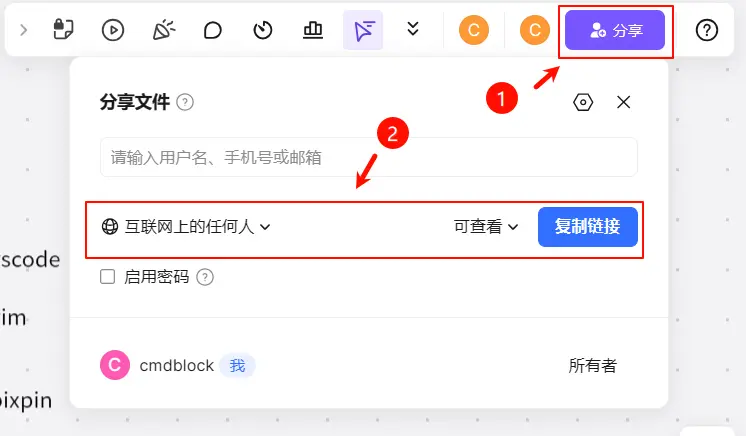 C
C
分享
?
1
分享文件 ?
2
请输入用户名、手机号或邮箱
互联网上的任何人
可查看
复制链接
scode
启用密码 ?
im
C cmdblock 我
所有者
pixpin